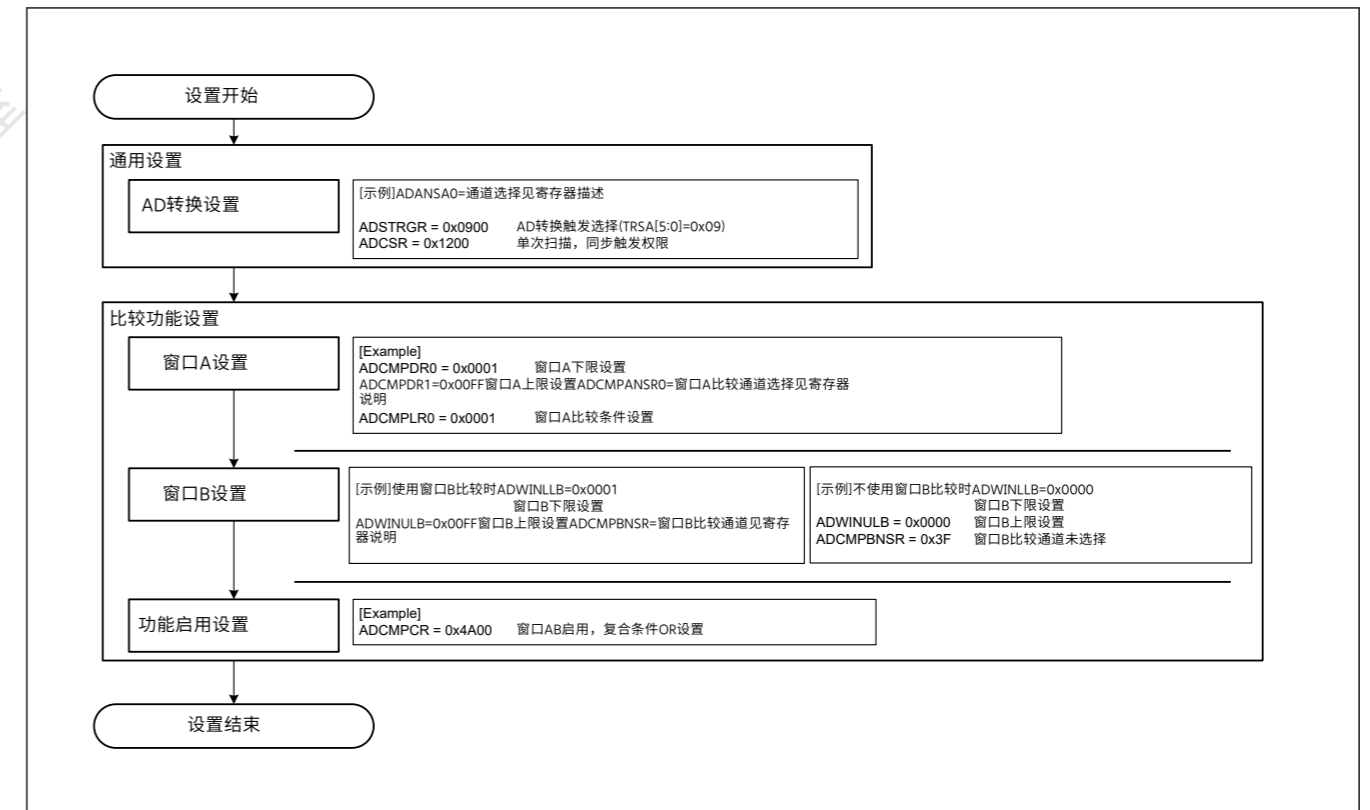 设置开始
通用设置
AD转换设置
[示例]ADANSA0=通道选择见寄存器描述
ADSTRGR = 0x0900 AD转换触发选择(TRSA[5:0]=0x09)
ADCSR = 0x1200 单次扫描，同步触发权限
比较功能设置
窗口A设置
[Example]
ADCMPDR0 = 0x0001 窗口A下限设置
ADCMPDR1=0x00FF窗口A上限设置ADCMPANSR0=窗口A比较通道选择见寄存器
说明
ADCMPLR0 = 0x0001 窗口A比较条件设置
窗口B设置
[示例]使用窗口B比较时ADWINLLB=0x0001
窗口B下限设置
ADWINULB=0x00FF窗口B上限设置ADCMPBNSR=窗口B比较通道见寄存
器说明
[示例]不使用窗口B比较时ADWINLLB=0x0000
窗口B下限设置
ADWINULB = 0x0000 窗口B上限设置
ADCMPBNSR = 0x3F 窗口B比较通道未选择
功能启用设置
[Example]
ADCMPCR = 0x4A00 窗口AB启用，复合条件OR设置
设置结束